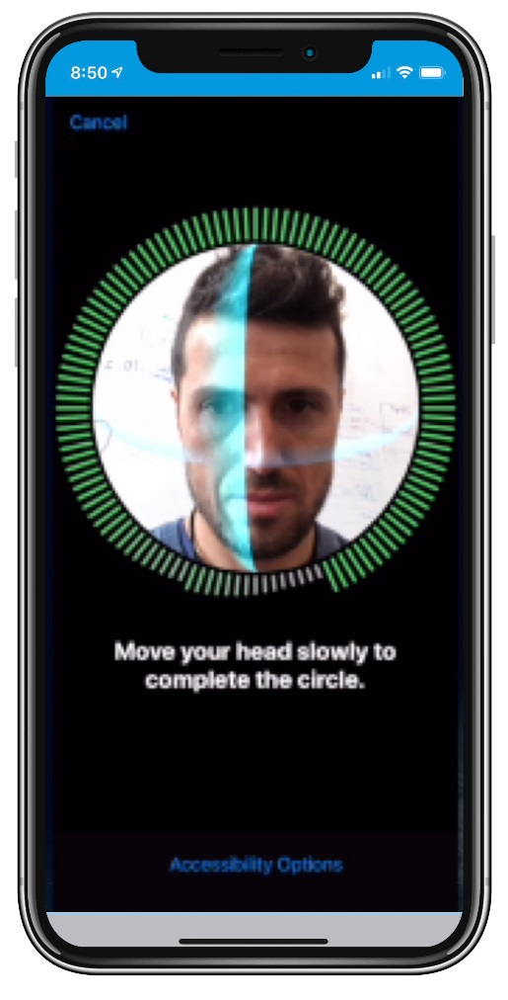 8:50
Cancel
Move your head slowly to
complete the circle.
Accessibility Options